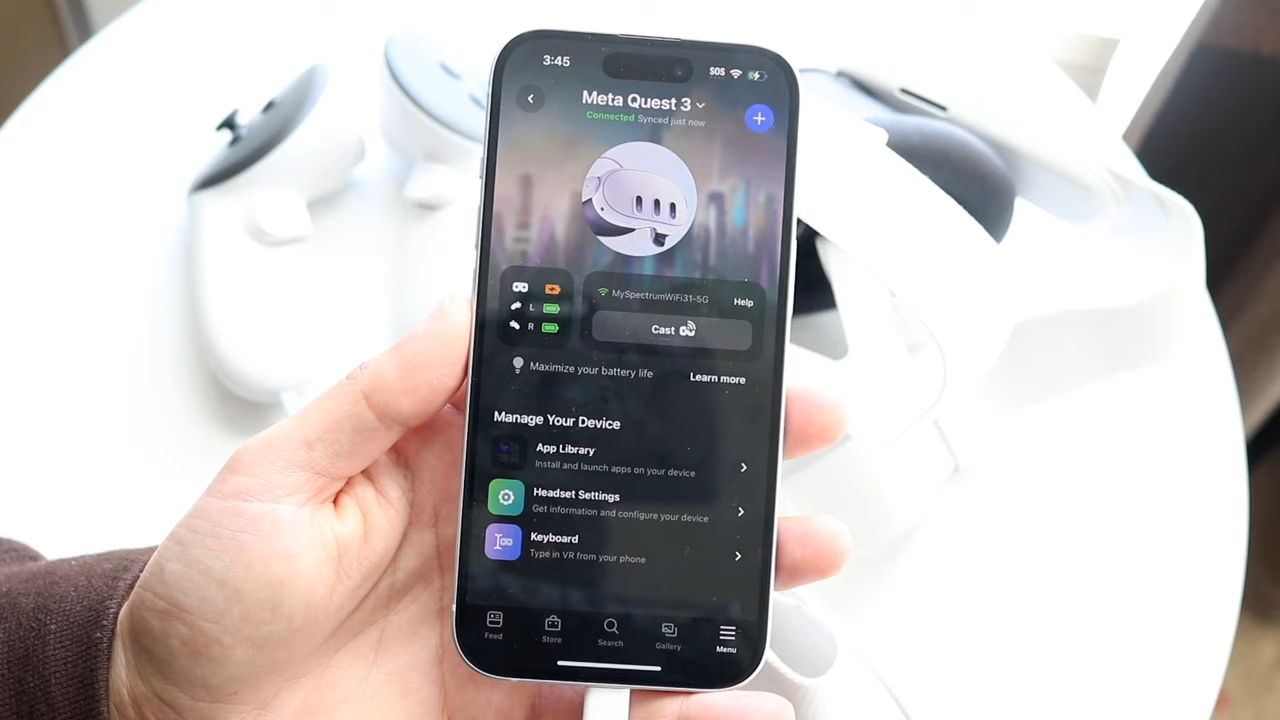 3:45
SOS
Meta Quest 3
Connected Synced just now
MySpectrumWiFi31-5G
Help
L
R
Cast
Maximize your battery life
Learn more
Manage Your Device
App Library
Install and launch apps on your device
Headset Settings
Get information and configure your device
Keyboard
Type in VR from your phone
Feed
Store
Search
Gallery
Menu